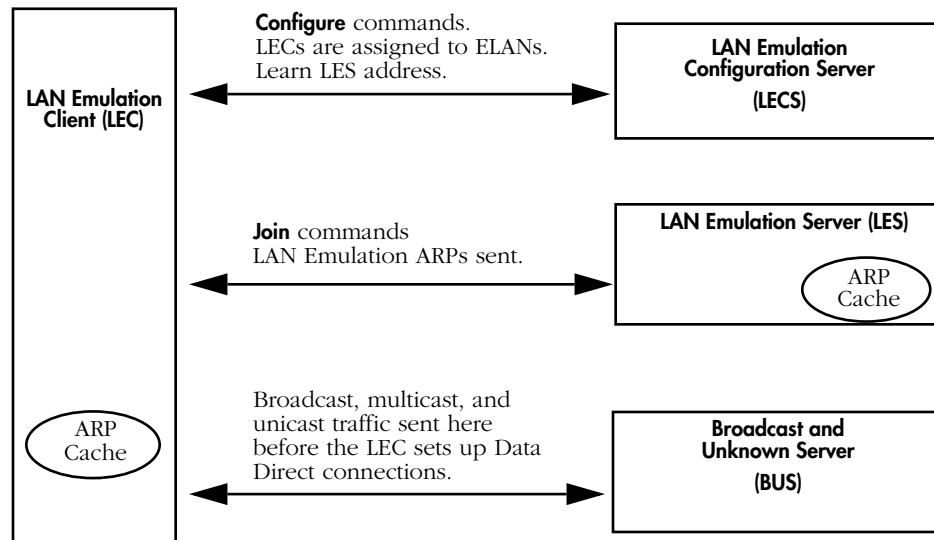 LAN Emulation
Client (LEC)
ARP
Cache
Configure commands.
LECs are assigned to ELANs.
Learn LES address.
LAN Emulation
Configuration Server
(LECS)
Join commands
LAN Emulation ARPs sent.
LAN Emulation Server (LES)
ARP
Cache
Broadcast, multicast, and
unicast traffic sent here
before the LEC sets up Data
Direct connections.
Broadcast and
Unknown Server
(BUS)